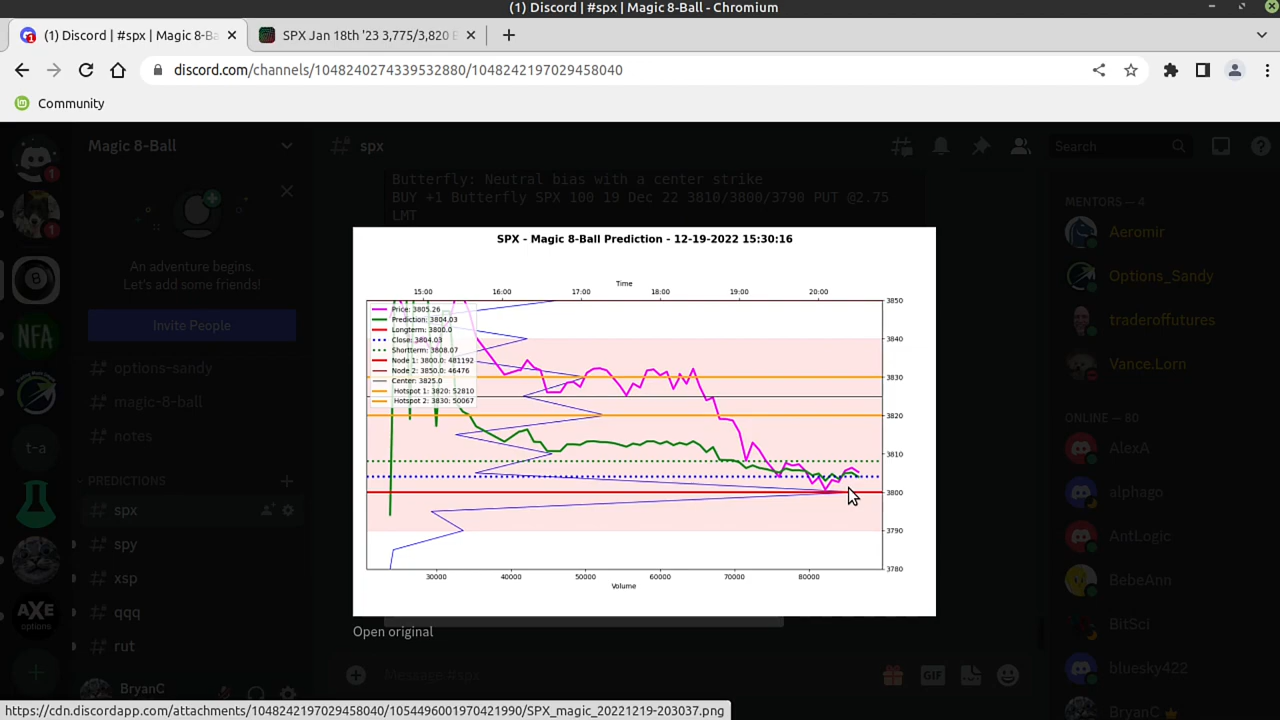 (1) Discord | #spx | Magic 8-Ball - Chromium
(1) Discord | #spx | Magic 8-Ba
SPX Jan 18th '23 3,775/3,820
discord.com/channels/1048240274339532880/1048242197029458040
Community
Magic 8-Ball
spx
Search
An adventure begins.
Let's add some friends!
Invite People
options-sandy
magic-8-ball
notes
PREDICTIONS
spx
spy
xsp
qqq
rut
BryanC
NFA
t-a
AXE
options
Butterfly: Neutral bias with a center strike
BUY +1 Butterfly SPX 100 19 Dec 22 3810/3800/3790 PUT @2.75
LMT
SPX - Magic 8-Ball Prediction - 12-19-2022 15:30:16
Time
15:00 16:00 17:00 18:00 19:00 20:00
Price: 3805.26
Prediction: 3804.03
Longterm: 3800.0
Close: 3804.03
Shortterm: 3808.07
Node 1: 3800.0: 481192
Node 2: 3850.0: 46476
Center: 3825.0
Hotspot 1: 3820: 52810
Hotspot 2: 3830: 50067
3850
3840
3830
3820
3810
3800
3790
3780
30000 40000 50000 60000 70000 80000
Volume
Open original
Message #spx
GIF
MENTORS — 4
Aeromir
Options_Sandy
traderoffutures
Vance.Lorn
ONLINE — 80
AlexA
alphago
AntLogic
BebeAnn
BitSci
bluesky422
BryanC
https://cdn.discordapp.com/attachments/1048242197029458040/1054496001970421990/SPX_magic_20221219-203037.png